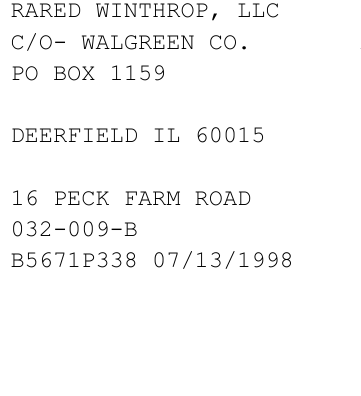 RARED WINTHROP, LLC
C/O- WALGREEN CO.
PO BOX 1159
DEERFIELD IL 60015
16 PECK FARM ROAD
032-009-B
B5671P338 07/13/1998